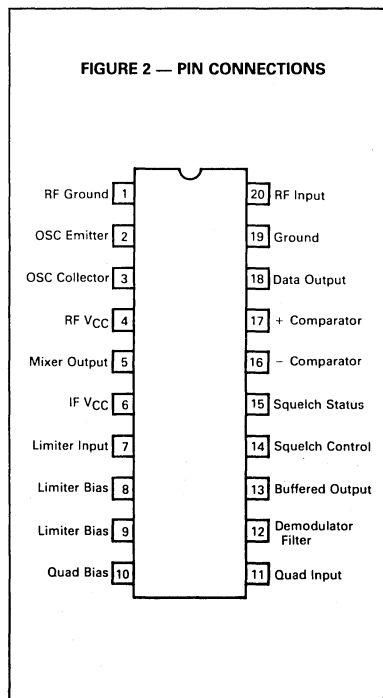 FIGURE 2 — PIN CONNECTIONS
RF Ground 1 20 RF Input
OSC Emitter 2 19 Ground
OSC Collector 3 18 Data Output
RF VCC 4 17 + Comparator
Mixer Output 5 16 − Comparator
IF VCC 6 15 Squelch Status
Limiter Input 7 14 Squelch Control
Limiter Bias 8 13 Buffered Output
Limiter Bias 9 12 Demodulator
Filter
Quad Bias 10 11 Quad Input